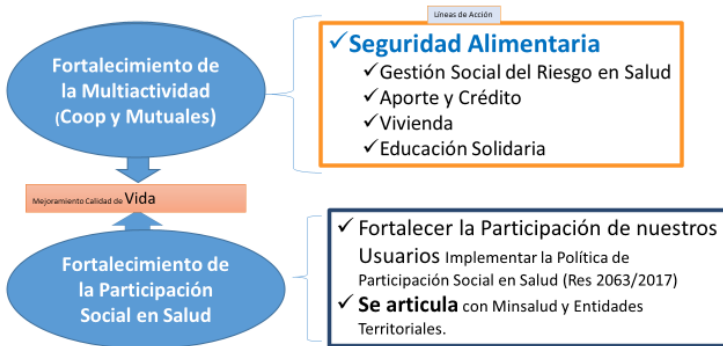 Líneas de Acción
Fortalecimiento de
la Multiactividad
(Coop y Mutuales)
✓Seguridad Alimentaria
✓Gestión Social del Riesgo en Salud
✓Aporte y Crédito
✓Vivienda
✓Educación Solidaria
Mejoramiento Calidad de Vida
Fortalecimiento de
la Participación
Social en Salud
✓ Fortalecer la Participación de nuestros
Usuarios Implementar la Política de
Participación Social en Salud (Res 2063/2017)
✓ Se articula con Minsalud y Entidades
Territoriales.